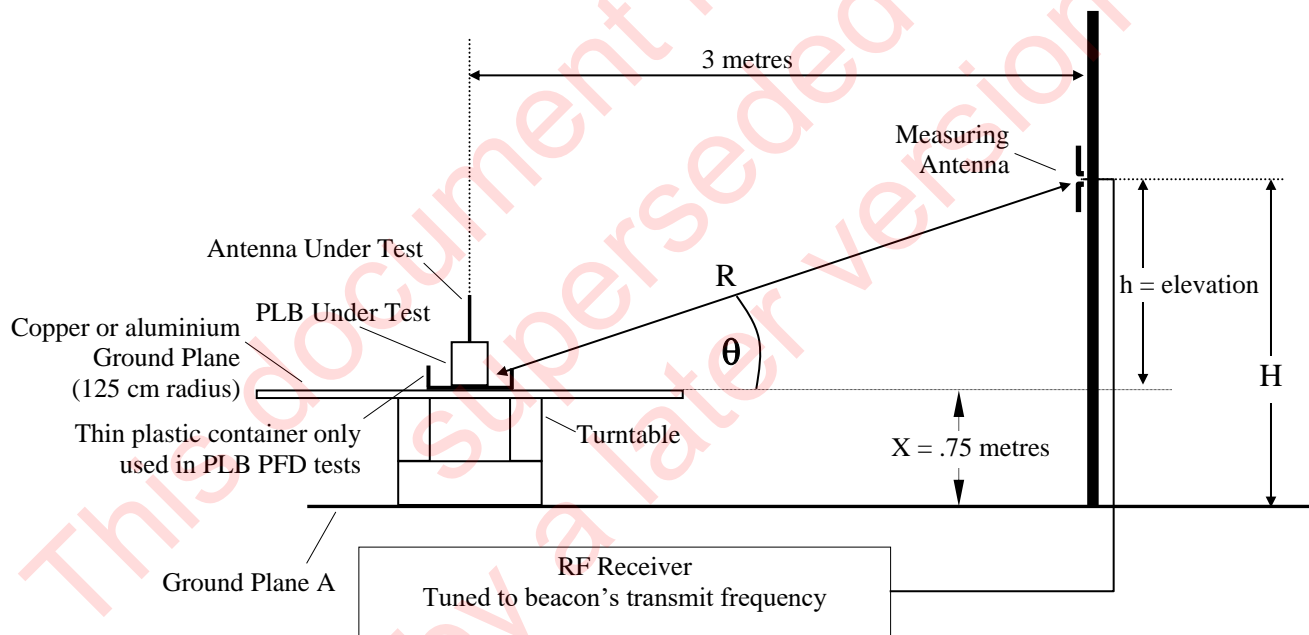 3 metres
Measuring
Antenna
Antenna Under Test
R
h = elevation
PLB Under Test
Copper or aluminium
Ground Plane
(125 cm radius)
θ
H
Thin plastic container only
used in PLB PFD tests
Turntable
X = .75 metres
Ground Plane A
RF Receiver
Tuned to beacon’s transmit frequency
This document
superseded
by a later version